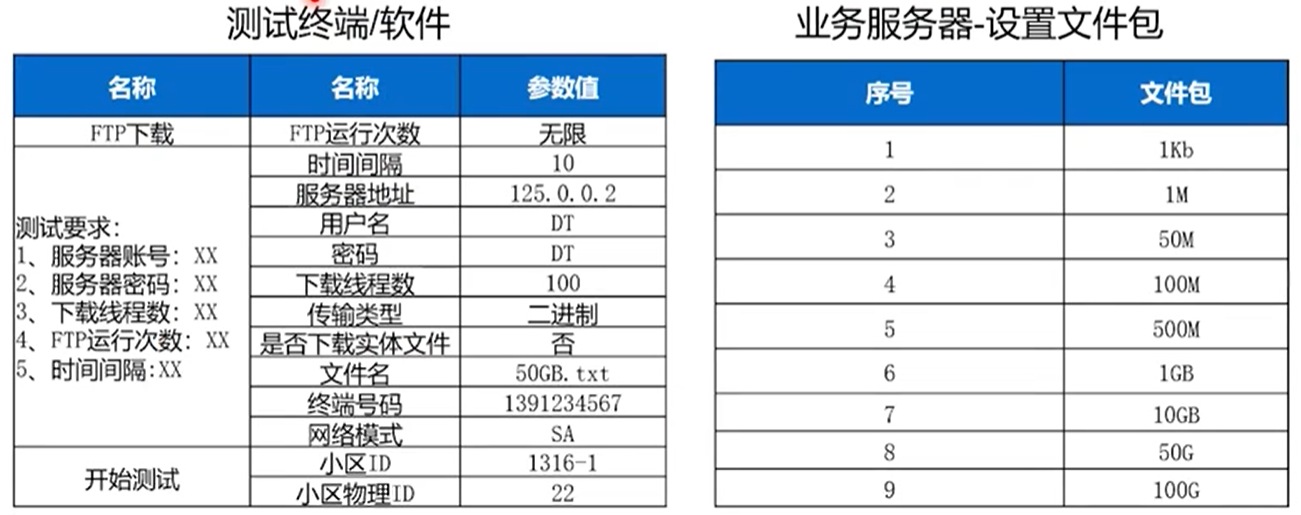 测试终端/软件
名称 名称 参数值
FTP下载 FTP运行次数 无限
测试要求：
1、服务器账号：XX
2、服务器密码：XX
3、下载线程数：XX
4、FTP运行次数：XX
5、时间间隔:XX
时间间隔 10
服务器地址 125.0.0.2
用户名 DT
密码 DT
下载线程数 100
传输类型 二进制
是否下载实体文件 否
文件名 50GB.txt
终端号码 1391234567
网络模式 SA
开始测试
小区ID 1316-1
小区物理ID 22
业务服务器-设置文件包
序号 文件包
1 1Kb
2 1M
3 50M
4 100M
5 500M
6 1GB
7 10GB
8 50G
9 100G